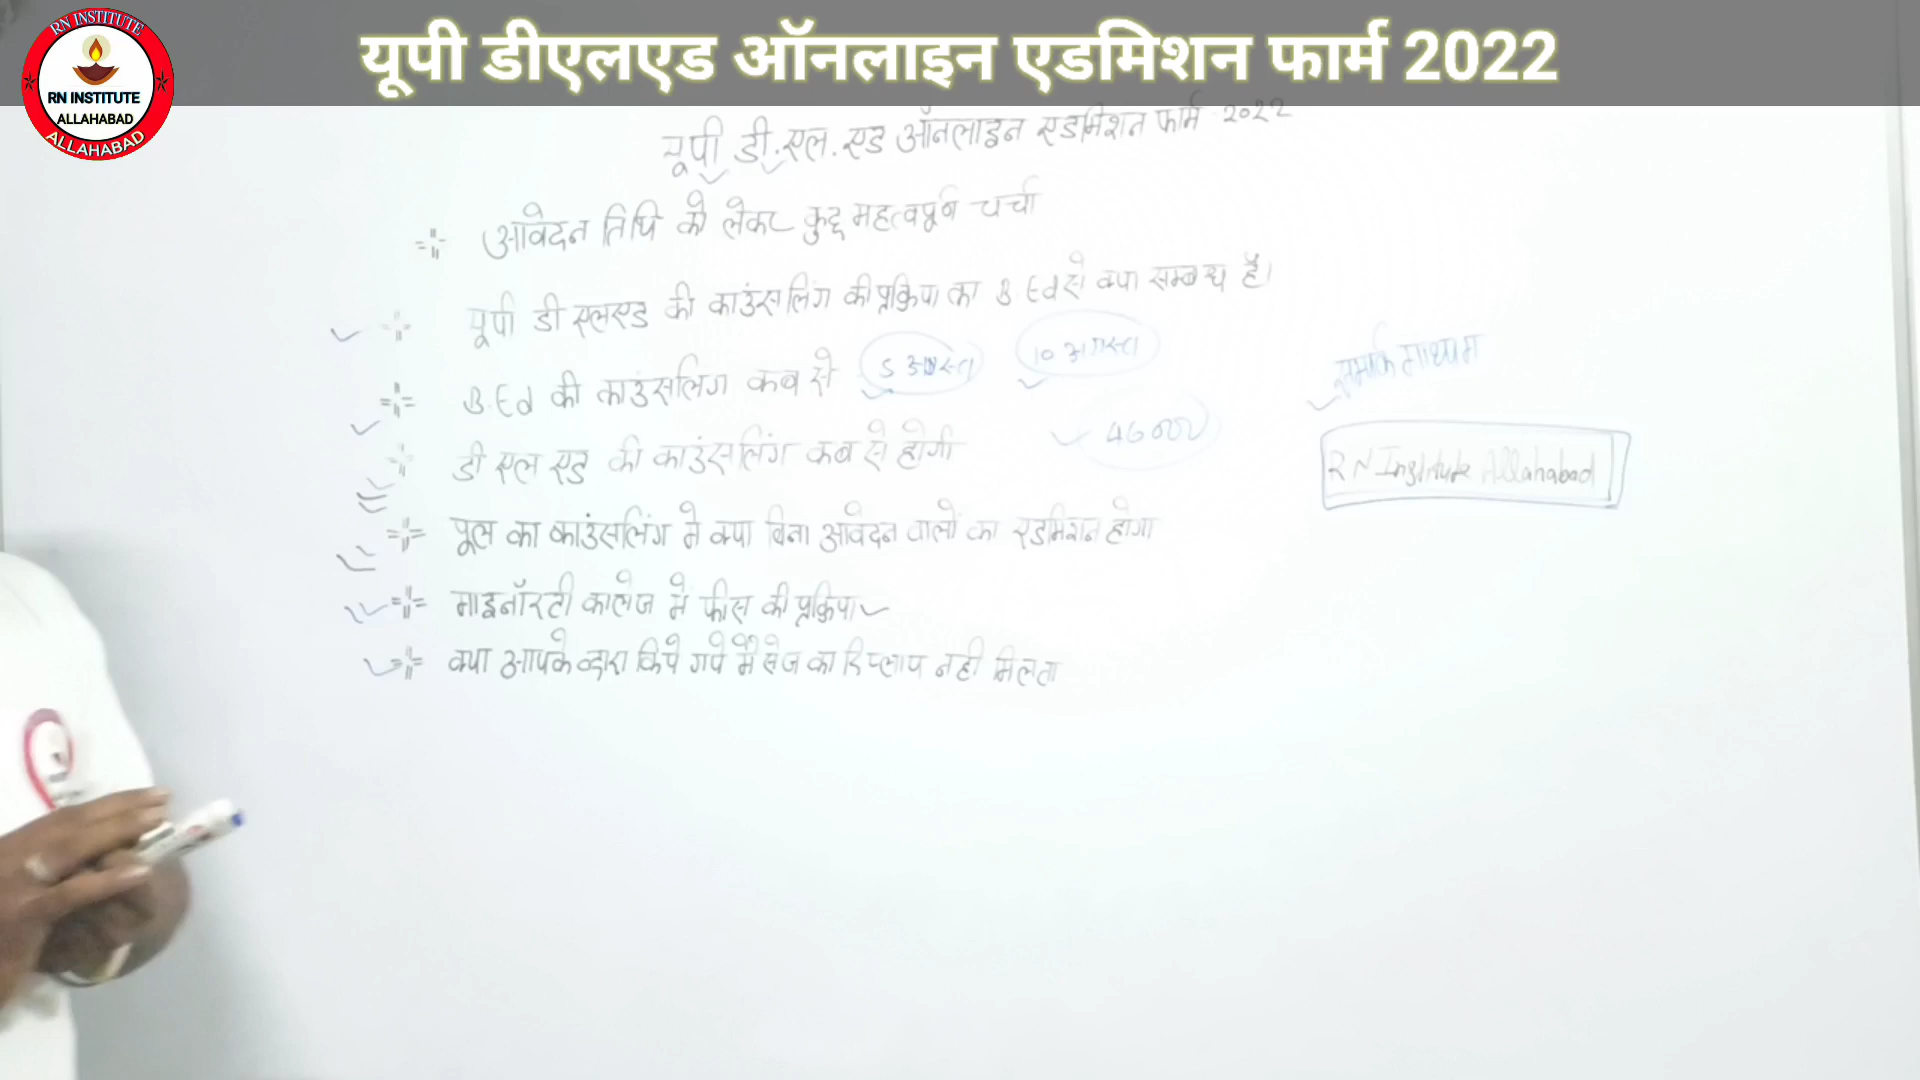 RN INSTITUTE
RN INSTITUTE
ALLAHABAD
ALLAHABAD
यूपी डीएलएड ऑनलाइन एडमिशन फार्म 2022
यूपी डी.एल.एड ऑनलाइन एडमिशन फार्म 2022
आवेदन तिथि को लेकर कुछ महत्वपूर्ण चर्चा
यूपी डी एलएड की काउंसलिंग की प्रक्रिया का B Ed से क्या सम्बन्ध है।
B.Ed की काउंसलिंग कब से 5 अगस्त 10 अगस्त
डी एल एड की काउंसलिंग कब से होगी
पूल का काउंसलिंग मे क्या बिना आवेदन वालों का एडमिशन होगा
माइनॉरटी कालेज मे फीस की प्रक्रिया
क्या आपके द्वारा किये गये मैसेज का रिप्लाय नही मिलता
माध्यम
RN Institute Allahabad